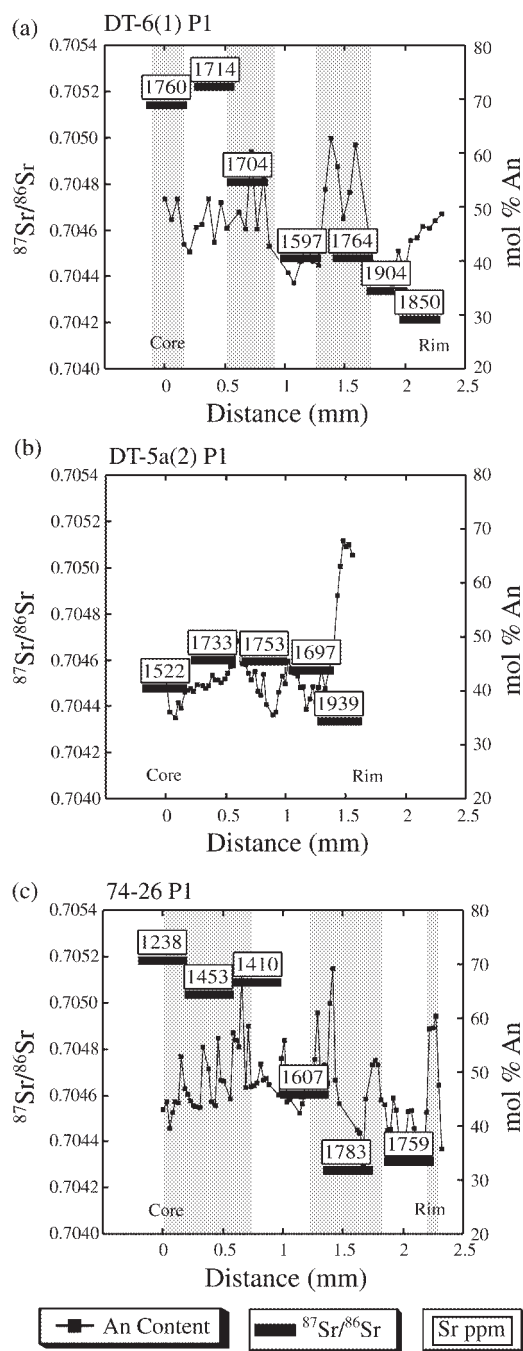 (a)
DT-6(1) P1
0.7054
0.7052
0.7050
0.7048
0.7046
0.7044
0.7042
0.7040
87Sr/86Sr
80
70
60
50
40
30
20
mol % An
1760
1714
1704
1597
1764
1904
1850
Core
Rim
0 0.5 1 1.5 2 2.5
Distance (mm)
(b)
DT-5a(2) P1
0.7054
0.7052
0.7050
0.7048
0.7046
0.7044
0.7042
0.7040
87Sr/86Sr
80
70
60
50
40
30
20
mol % An
1522
1733
1753
1697
1939
Core
Rim
0 0.5 1 1.5 2 2.5
Distance (mm)
(c)
74-26 P1
0.7054
0.7052
0.7050
0.7048
0.7046
0.7044
0.7042
0.7040
87Sr/86Sr
80
70
60
50
40
30
20
mol % An
1238
1453
1410
1607
1783
1759
Core
Rim
0 0.5 1 1.5 2 2.5
Distance (mm)
An Content
87Sr/86Sr
Sr ppm